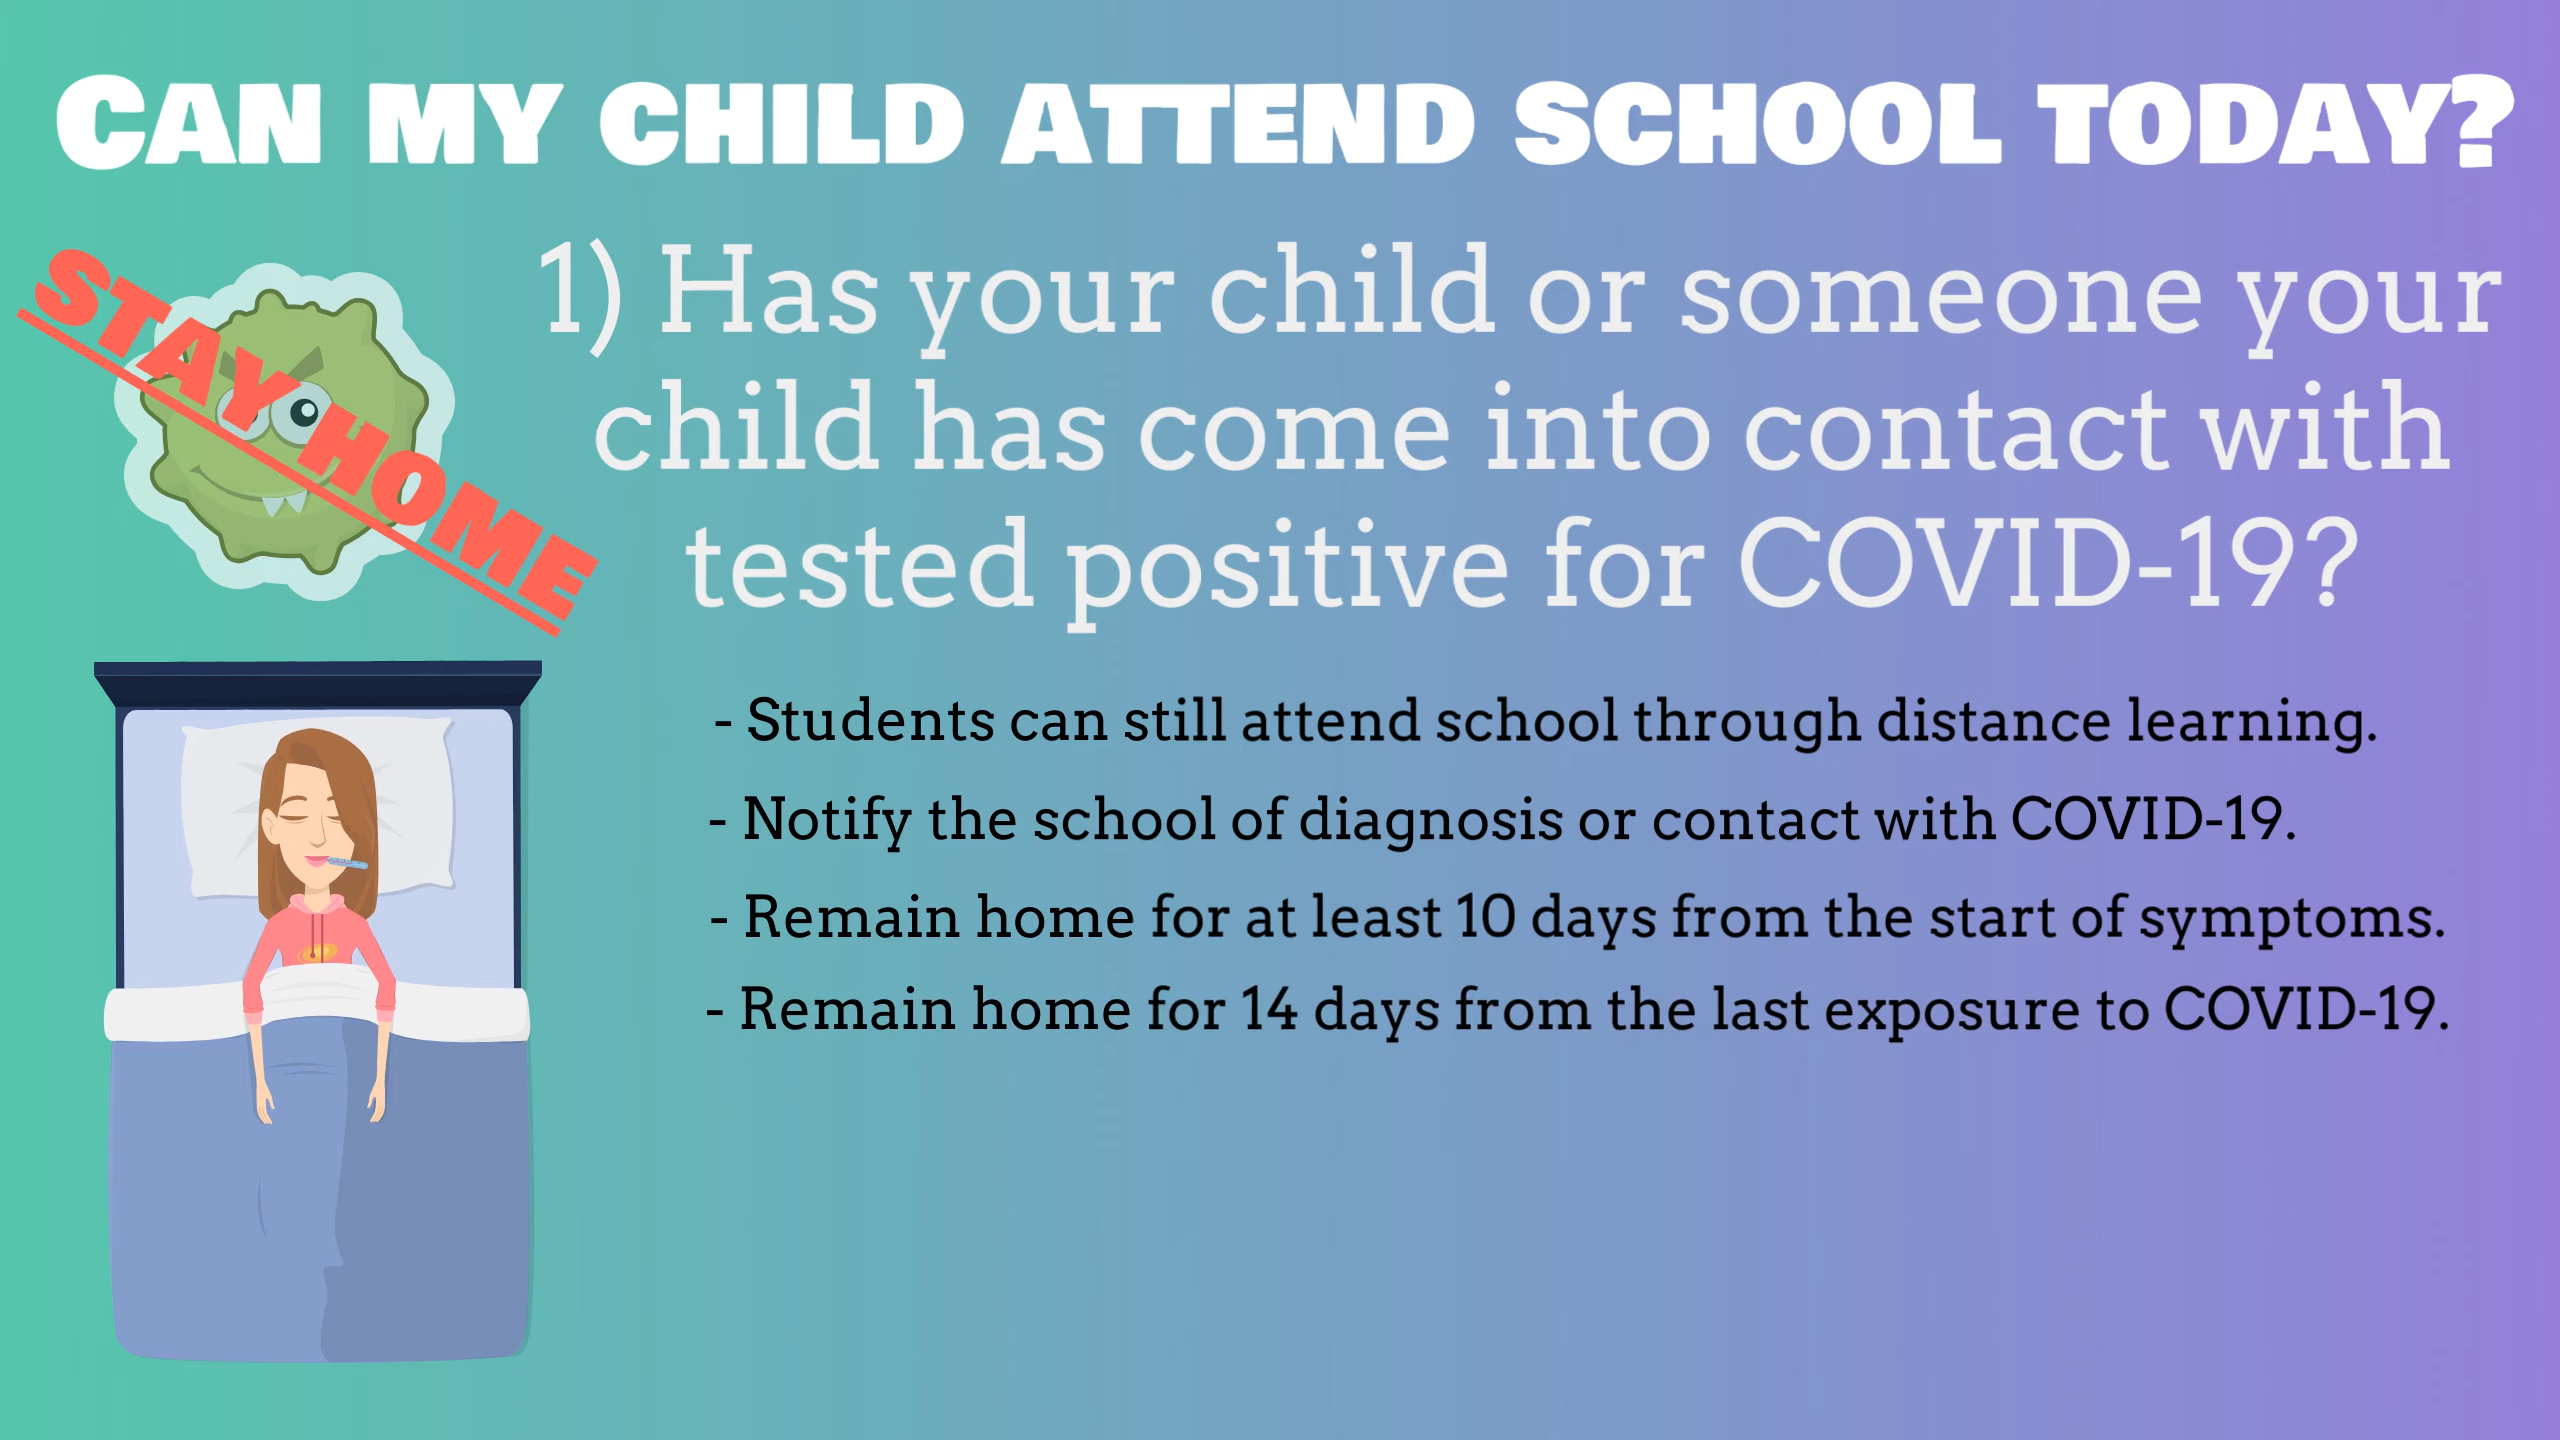 CAN MY CHILD ATTEND SCHOOL TODAY?
STAY HOME
1) Has your child or someone your
child has come into contact with
tested positive for COVID-19?
- Students can still attend school through distance learning.
- Notify the school of diagnosis or contact with COVID-19.
- Remain home for at least 10 days from the start of symptoms.
- Remain home for 14 days from the last exposure to COVID-19.